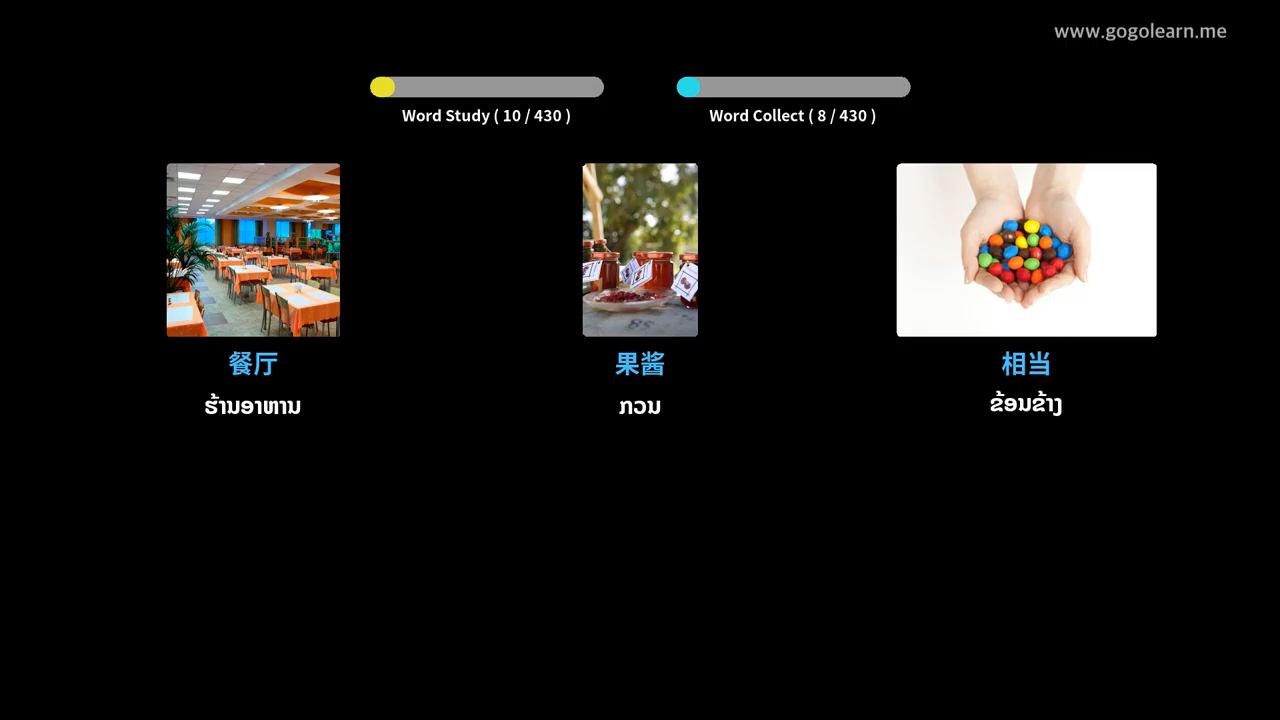 www.gogolearn.me
Word Study ( 10 / 430 )
Word Collect ( 8 / 430 )
餐厅
果酱
相当
ຮ້ານອາຫານ
ກວນ
ຂ້ອນຂ້າງ